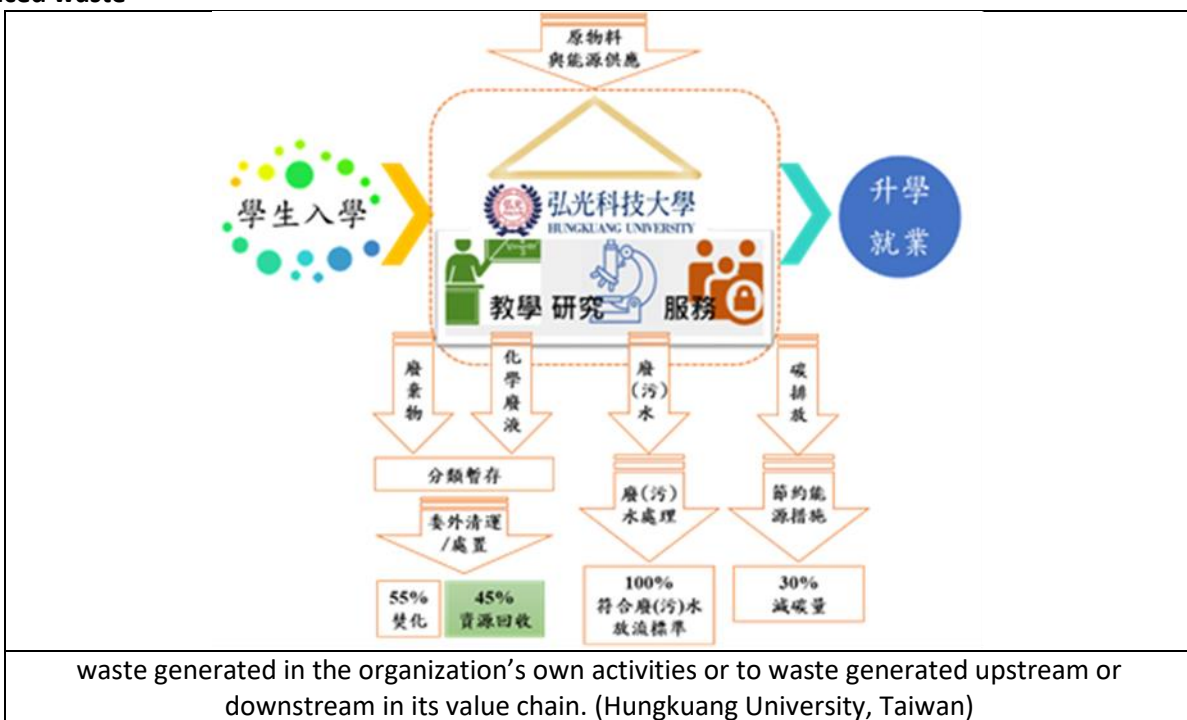 原物料
與能源供應
學生入學
弘光科技大學
HUNGKUANG UNIVERSITY
升學
就業
教學 研究 服務
廢棄物
化學廢液
廢(污)水
碳排放
分類暫存
委外清運
/處置
廢(污)
水處理
節約能
源措施
55%
焚化
45%
資源回收
100%
符合廢(污)水
放流標準
30%
減碳量
waste generated in the organization’s own activities or to waste generated upstream or
downstream in its value chain. (Hungkuang University, Taiwan)